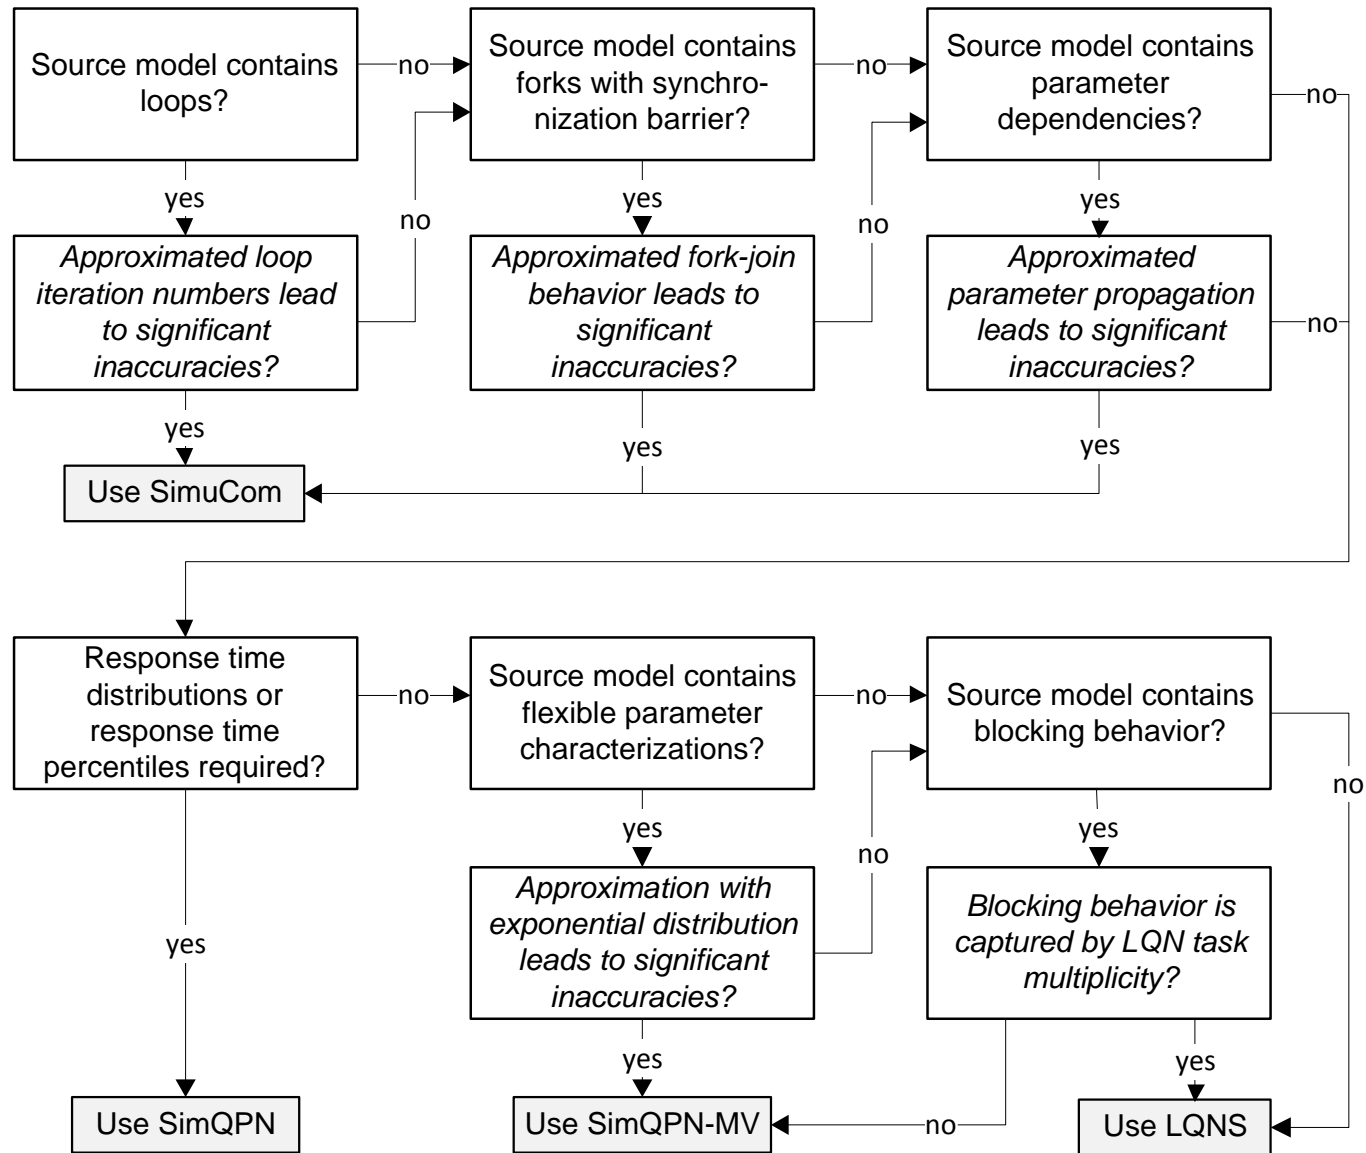 Source model contains
loops?
no
Source model contains
forks with synchro-
nization barrier?
no
Source model contains
parameter
dependencies?
no
yes
no
yes
no
yes
Approximated loop
iteration numbers lead
to significant
inaccuracies?
Approximated fork-join
behavior leads to
significant
inaccuracies?
Approximated
parameter propagation
leads to significant
inaccuracies?
no
yes
yes
yes
Use SimuCom
Response time
distributions or
response time
percentiles required?
no
Source model contains
flexible parameter
characterizations?
no
Source model contains
blocking behavior?
no
yes
no
yes
yes
Approximation with
exponential distribution
leads to significant
inaccuracies?
Blocking behavior is
captured by LQN task
multiplicity?
yes
yes
Use SimQPN
Use SimQPN-MV
no
Use LQNS